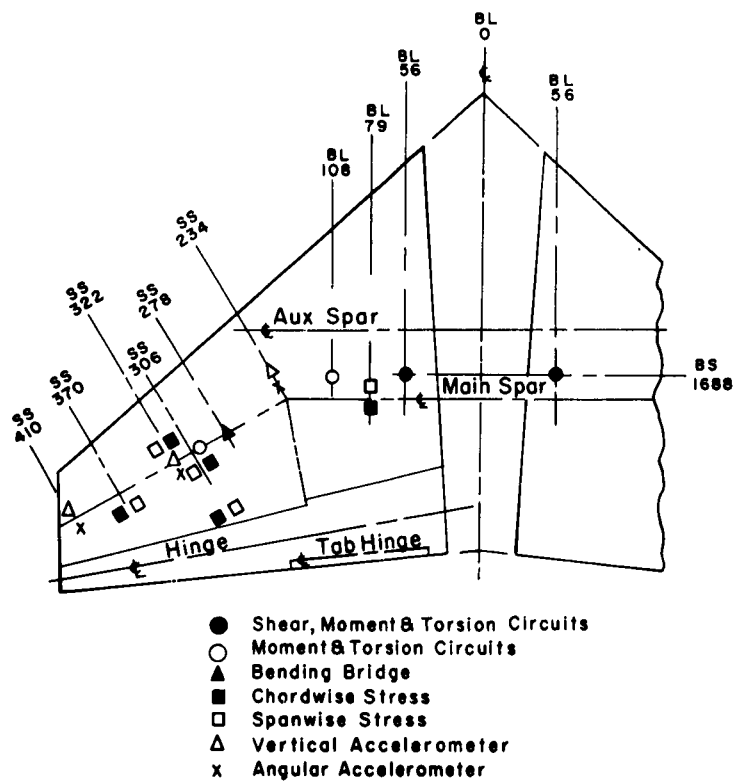 BL
0
BL
56
BL
56
BL
79
BL
108
SS
234
SS
278
SS
322
SS
306
SS
370
SS
410
Aux Spar
BS
1688
Main Spar
Hinge
Tab Hinge
Shear, Moment & Torsion Circuits
Moment & Torsion Circuits
Bending Bridge
Chordwise Stress
Spanwise Stress
Vertical Accelerometer
Angular Accelerometer